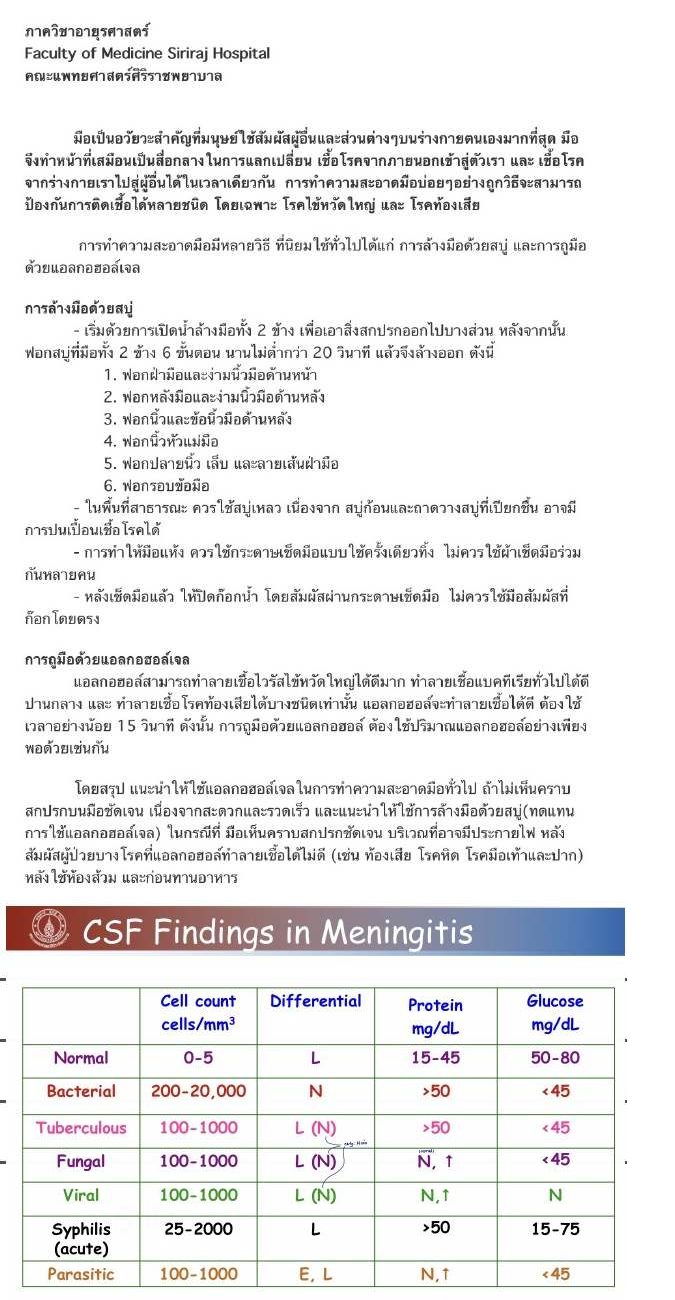 ภาควิชาอายุรศาสตร์
Faculty of Medicine Siriraj Hospital
คณะแพทยศาสตร์ศิริราชพยาบาล
มือเป็นอวัยวะสำคัญที่มนุษย์ใช้สัมผัสผู้อื่นและส่วนต่างๆบนร่างกายตนเองมากที่สุด มือ
จึงทำหน้าที่เสมือนเป็นสื่อกลางในการแลกเปลี่ยน เชื้อโรคจากภายนอกเข้าสู่ตัวเรา และ เชื้อโรค
จากร่างกายเราไปสู่ผู้อื่นได้ในเวลาเดียวกัน การทำความสะอาดมือบ่อยๆอย่างถูกวิธีจะสามารถ
ป้องกันการติดเชื้อได้หลายชนิด โดยเฉพาะ โรคไข้หวัดใหญ่ และ โรคท้องเสีย
การทำความสะอาดมือมีหลายวิธี ที่นิยมใช้ทั่วไปได้แก่ การล้างมือด้วยสบู่ และการถูมือ
ด้วยแอลกอฮอล์เจล
การล้างมือด้วยสบู่
- เริ่มด้วยการเปิดน้ำล้างมือทั้ง 2 ข้าง เพื่อเอาสิ่งสกปรกออกไปบางส่วน หลังจากนั้น
ฟอกสบู่ที่มือทั้ง 2 ข้าง 6 ขั้นตอน นานไม่ต่ำกว่า 20 วินาที แล้วจึงล้างออก ดังนี้
1. ฟอกฝ่ามือและง่ามนิ้วมือด้านหน้า
2. ฟอกหลังมือและง่ามนิ้วมือด้านหลัง
3. ฟอกนิ้วและข้อนิ้วมือด้านหลัง
4. ฟอกนิ้วหัวแม่มือ
5. ฟอกปลายนิ้ว เล็บ และลายเส้นฝ่ามือ
6. ฟอกรอบข้อมือ
- ในพื้นที่สาธารณะ ควรใช้สบู่เหลว เนื่องจาก สบู่ก้อนและถาดวางสบู่ที่เปียกชื้น อาจมี
การปนเปื้อนเชื้อโรคได้
- การทำให้มือแห้ง ควรใช้กระดาษเช็ดมือแบบใช้ครั้งเดียวทิ้ง ไม่ควรใช้ผ้าเช็ดมือร่วม
กันหลายคน
- หลังเช็ดมือแล้ว ให้ปิดก๊อกน้ำ โดยสัมผัสผ่านกระดาษเช็ดมือ ไม่ควรใช้มือสัมผัสที่
ก๊อกโดยตรง
การถูมือด้วยแอลกอฮอล์เจล
แอลกอฮอล์สามารถทำลายเชื้อไวรัสไข้หวัดใหญ่ได้ดีมาก ทำลายเชื้อแบคทีเรียทั่วไปได้ดี
ปานกลาง และ ทำลายเชื้อโรคท้องเสียได้บางชนิดเท่านั้น แอลกอฮอล์จะทำลายเชื้อได้ดี ต้องใช้
เวลาอย่างน้อย 15 วินาที ดังนั้น การถูมือด้วยแอลกอฮอล์ ต้องใช้ปริมาณแอลกอฮอล์อย่างเพียง
พอด้วยเช่นกัน
โดยสรุป แนะนำให้ใช้แอลกอฮอล์เจลในการทำความสะอาดมือทั่วไป ถ้าไม่เห็นคราบ
สกปรกบนมือชัดเจน เนื่องจากสะดวกและรวดเร็ว และแนะนำให้ใช้การล้างมือด้วยสบู่(ทดแทน
การใช้แอลกอฮอล์เจล) ในกรณีที่ มือเห็นคราบสกปรกชัดเจน บริเวณที่อาจมีประกายไฟ หลัง
สัมผัสผู้ป่วยบางโรคที่แอลกอฮอล์ทำลายเชื้อได้ไม่ดี (เช่น ท้องเสีย โรคหิด โรคมือเท้าและปาก)
หลังใช้ห้องส้วม และก่อนทานอาหาร
CSF Findings in Meningitis
Cell count cells/mm³ Differential Protein mg/dL Glucose mg/dL
Normal 0-5 L 15-45 50-80
Bacterial 200-20,000 N >50 <45
Tuberculous 100-1000 L (N) >50 <45
Fungal 100-1000 L (N) N, ↑ <45
Viral 100-1000 L (N) N,↑ N
Syphilis (acute) 25-2000 L >50 15-75
Parasitic 100-1000 E, L N,↑ <45